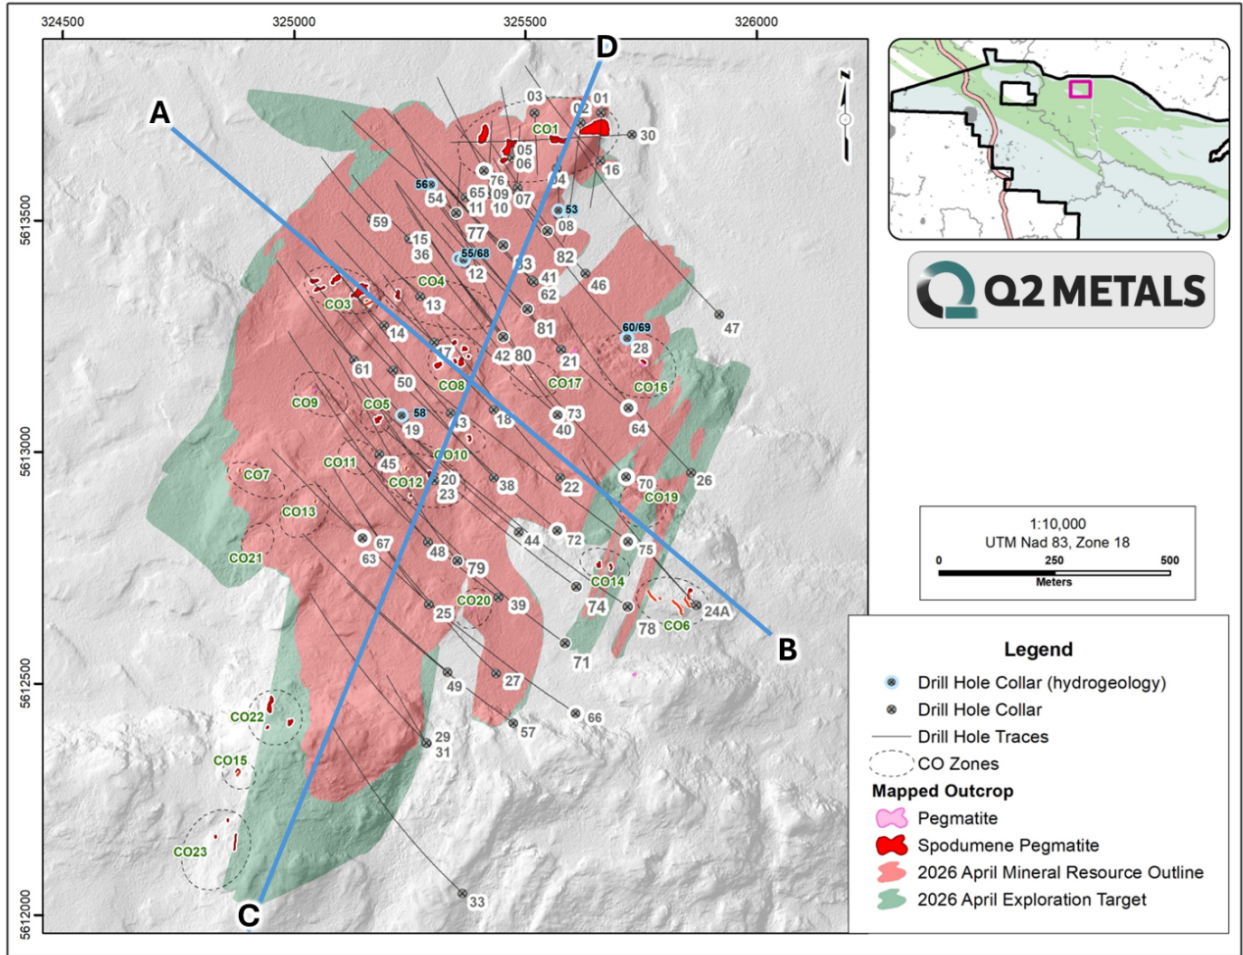 324500
325000
325500
326000
5613500
5613000
5612500
5612000
A
D
B
C
N
03
01
02
CO1
30
05
06
04
16
76
56
54
65
09
07
11
10
53
08
59
15
36
77
55/68
12
83
82
41
62
46
CO4
CO3
13
14
81
47
60/69
28
17
42
80
21
61
50
CO8
CO17
CO16
CO9
CO5
58
19
43
18
73
40
64
CO10
CO11
45
CO12
20
23
38
22
70
26
CO7
CO19
CO13
67
63
48
44
72
75
CO21
79
CO14
CO20
39
74
78
24A
CO6
25
71
49
27
66
57
CO22
29
31
CO15
CO23
33
Q2 METALS
1:10,000
UTM Nad 83, Zone 18
0
250
500
Meters
Legend
Drill Hole Collar (hydrogeology)
Drill Hole Collar
Drill Hole Traces
CO Zones
Mapped Outcrop
Pegmatite
Spodumene Pegmatite
2026 April Mineral Resource Outline
2026 April Exploration Target